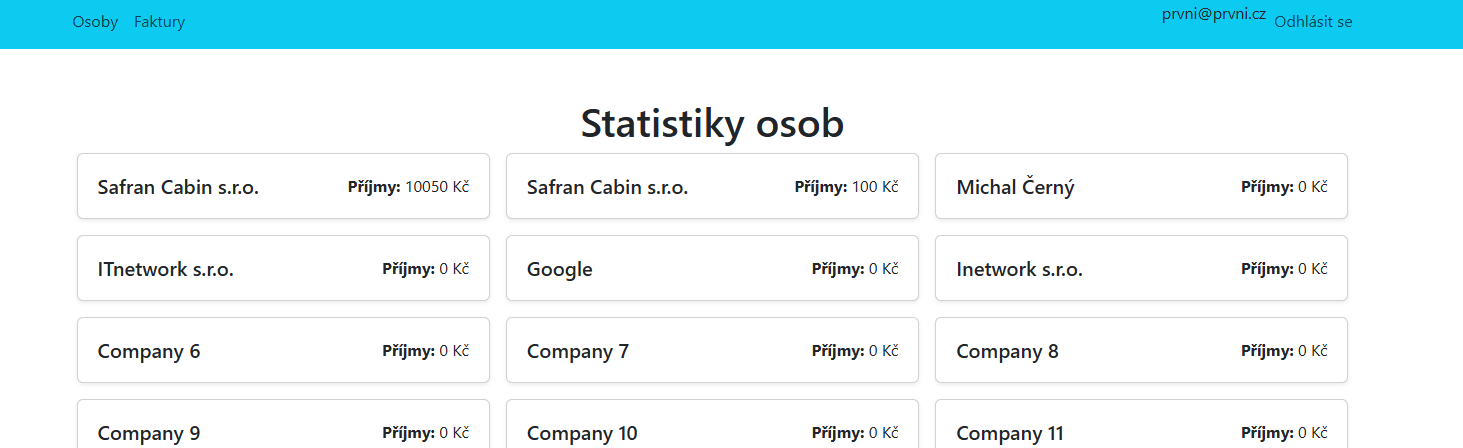 Osoby Faktury prvni@prvni.cz Odhlásit se
Statistiky osob
Safran Cabin s.r.o. Příjmy: 10050 Kč
Safran Cabin s.r.o. Příjmy: 100 Kč
Michal Černý Příjmy: 0 Kč
ITnetwork s.r.o. Příjmy: 0 Kč
Google Příjmy: 0 Kč
Inetwork s.r.o. Příjmy: 0 Kč
Company 6 Příjmy: 0 Kč
Company 7 Příjmy: 0 Kč
Company 8 Příjmy: 0 Kč
Company 9 Příjmy: 0 Kč
Company 10 Příjmy: 0 Kč
Company 11 Příjmy: 0 Kč